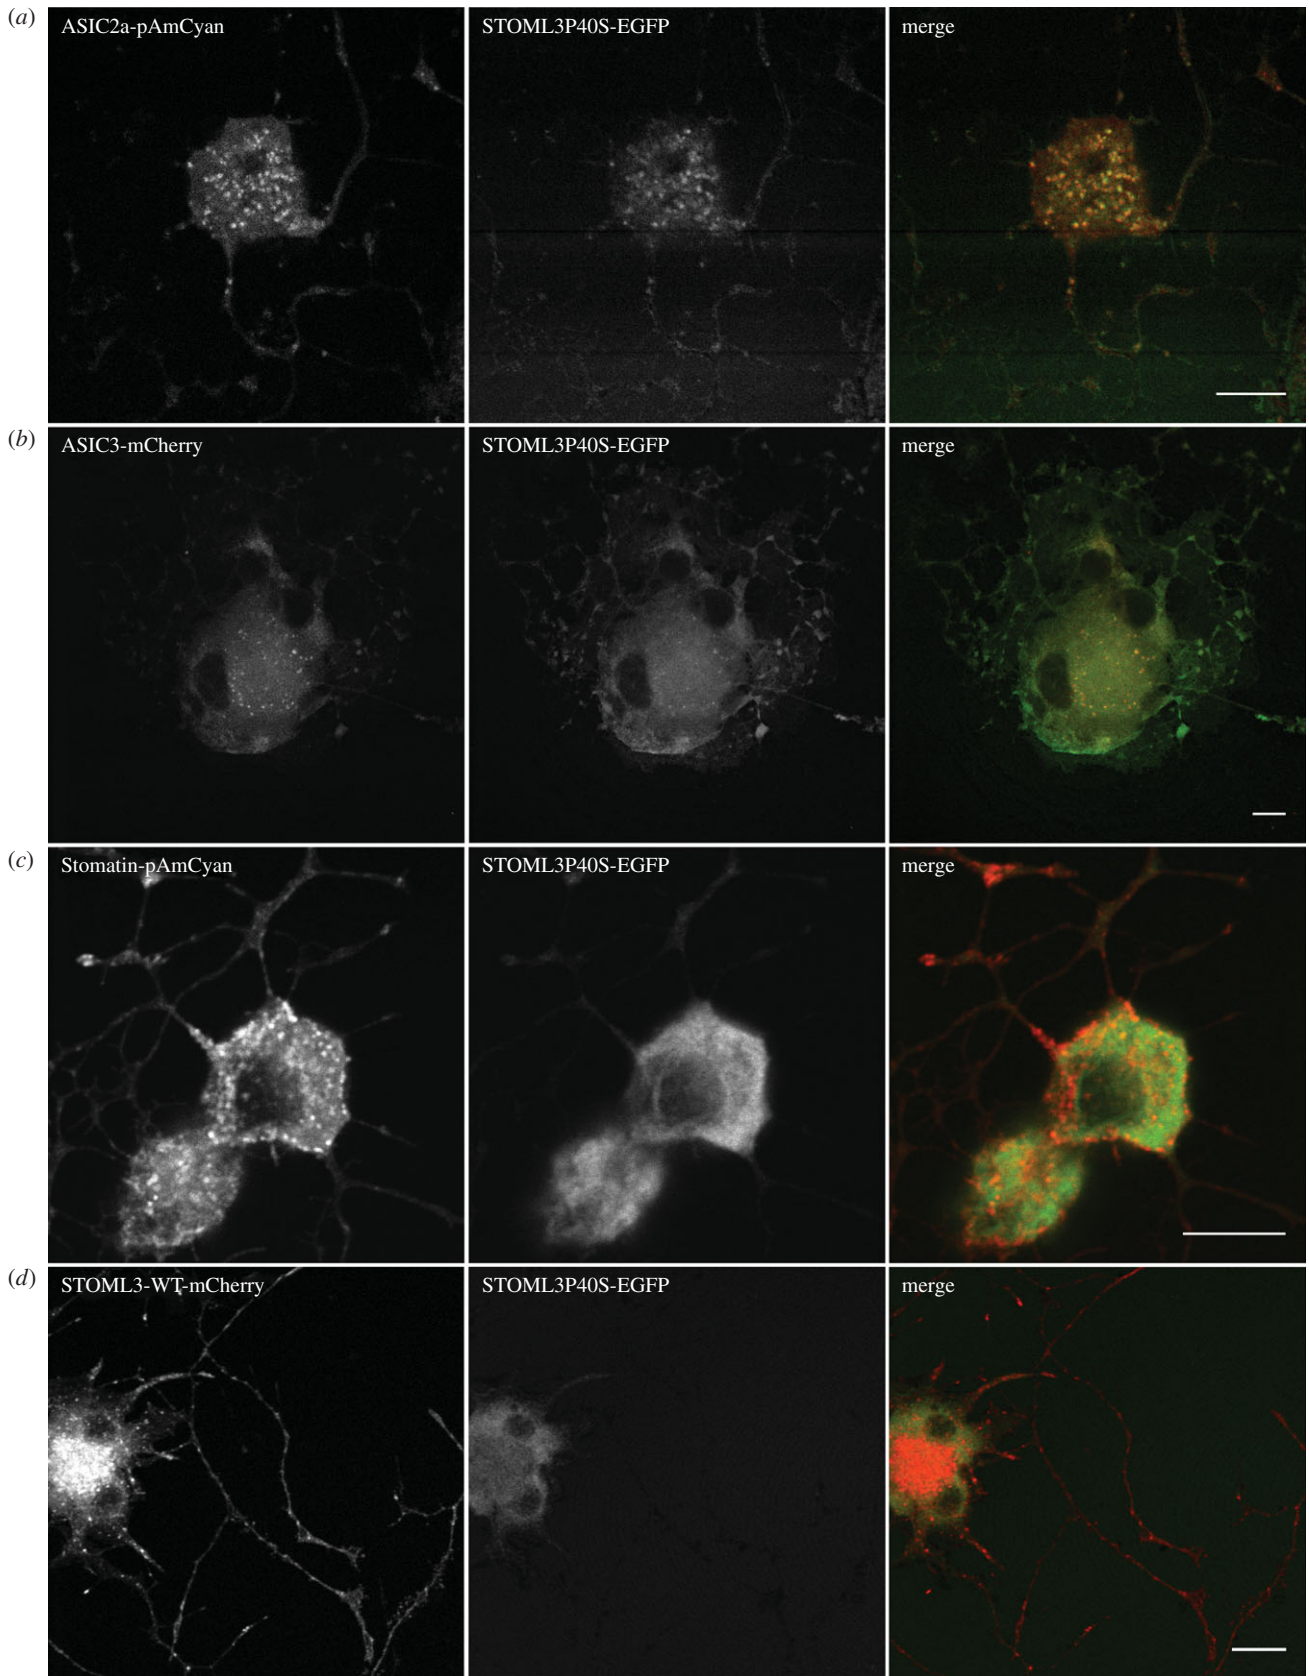 (a) ASIC2a-pAmCyan STOML3P40S-EGFP merge
(b) ASIC3-mCherry STOML3P40S-EGFP merge
(c) Stomatin-pAmCyan STOML3P40S-EGFP merge
(d) STOML3-WT-mCherry STOML3P40S-EGFP merge